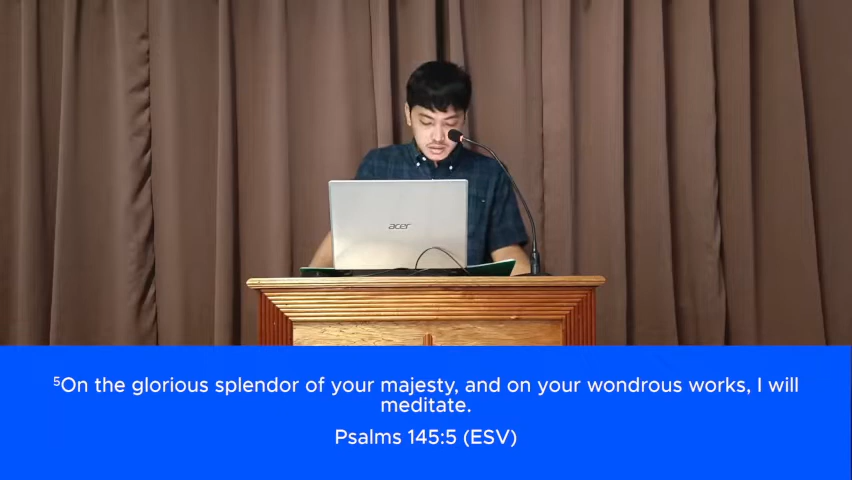 acer
⁵On the glorious splendor of your majesty, and on your wondrous works, I will
meditate.
Psalms 145:5 (ESV)